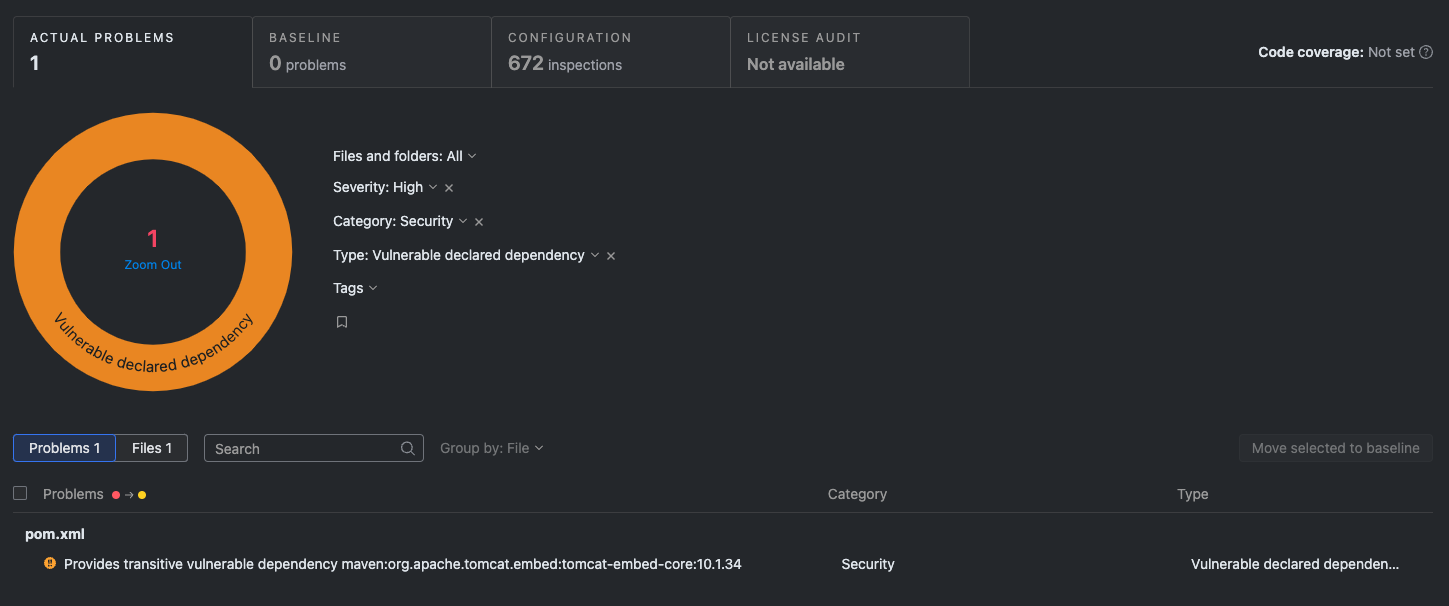 ACTUAL PROBLEMS
1
BASELINE
0 problems
CONFIGURATION
672 inspections
LICENSE AUDIT
Not available
Code coverage: Not set ?
1
Zoom Out
Vulnerable declared dependency
Files and folders: All
Severity: High
Category: Security
Type: Vulnerable declared dependency
Tags
Problems 1
Files 1
Search
Group by: File
Move selected to baseline
Problems
Category
Type
pom.xml
Provides transitive vulnerable dependency maven:org.apache.tomcat.embed:tomcat-embed-core:10.1.34
Security
Vulnerable declared dependen...